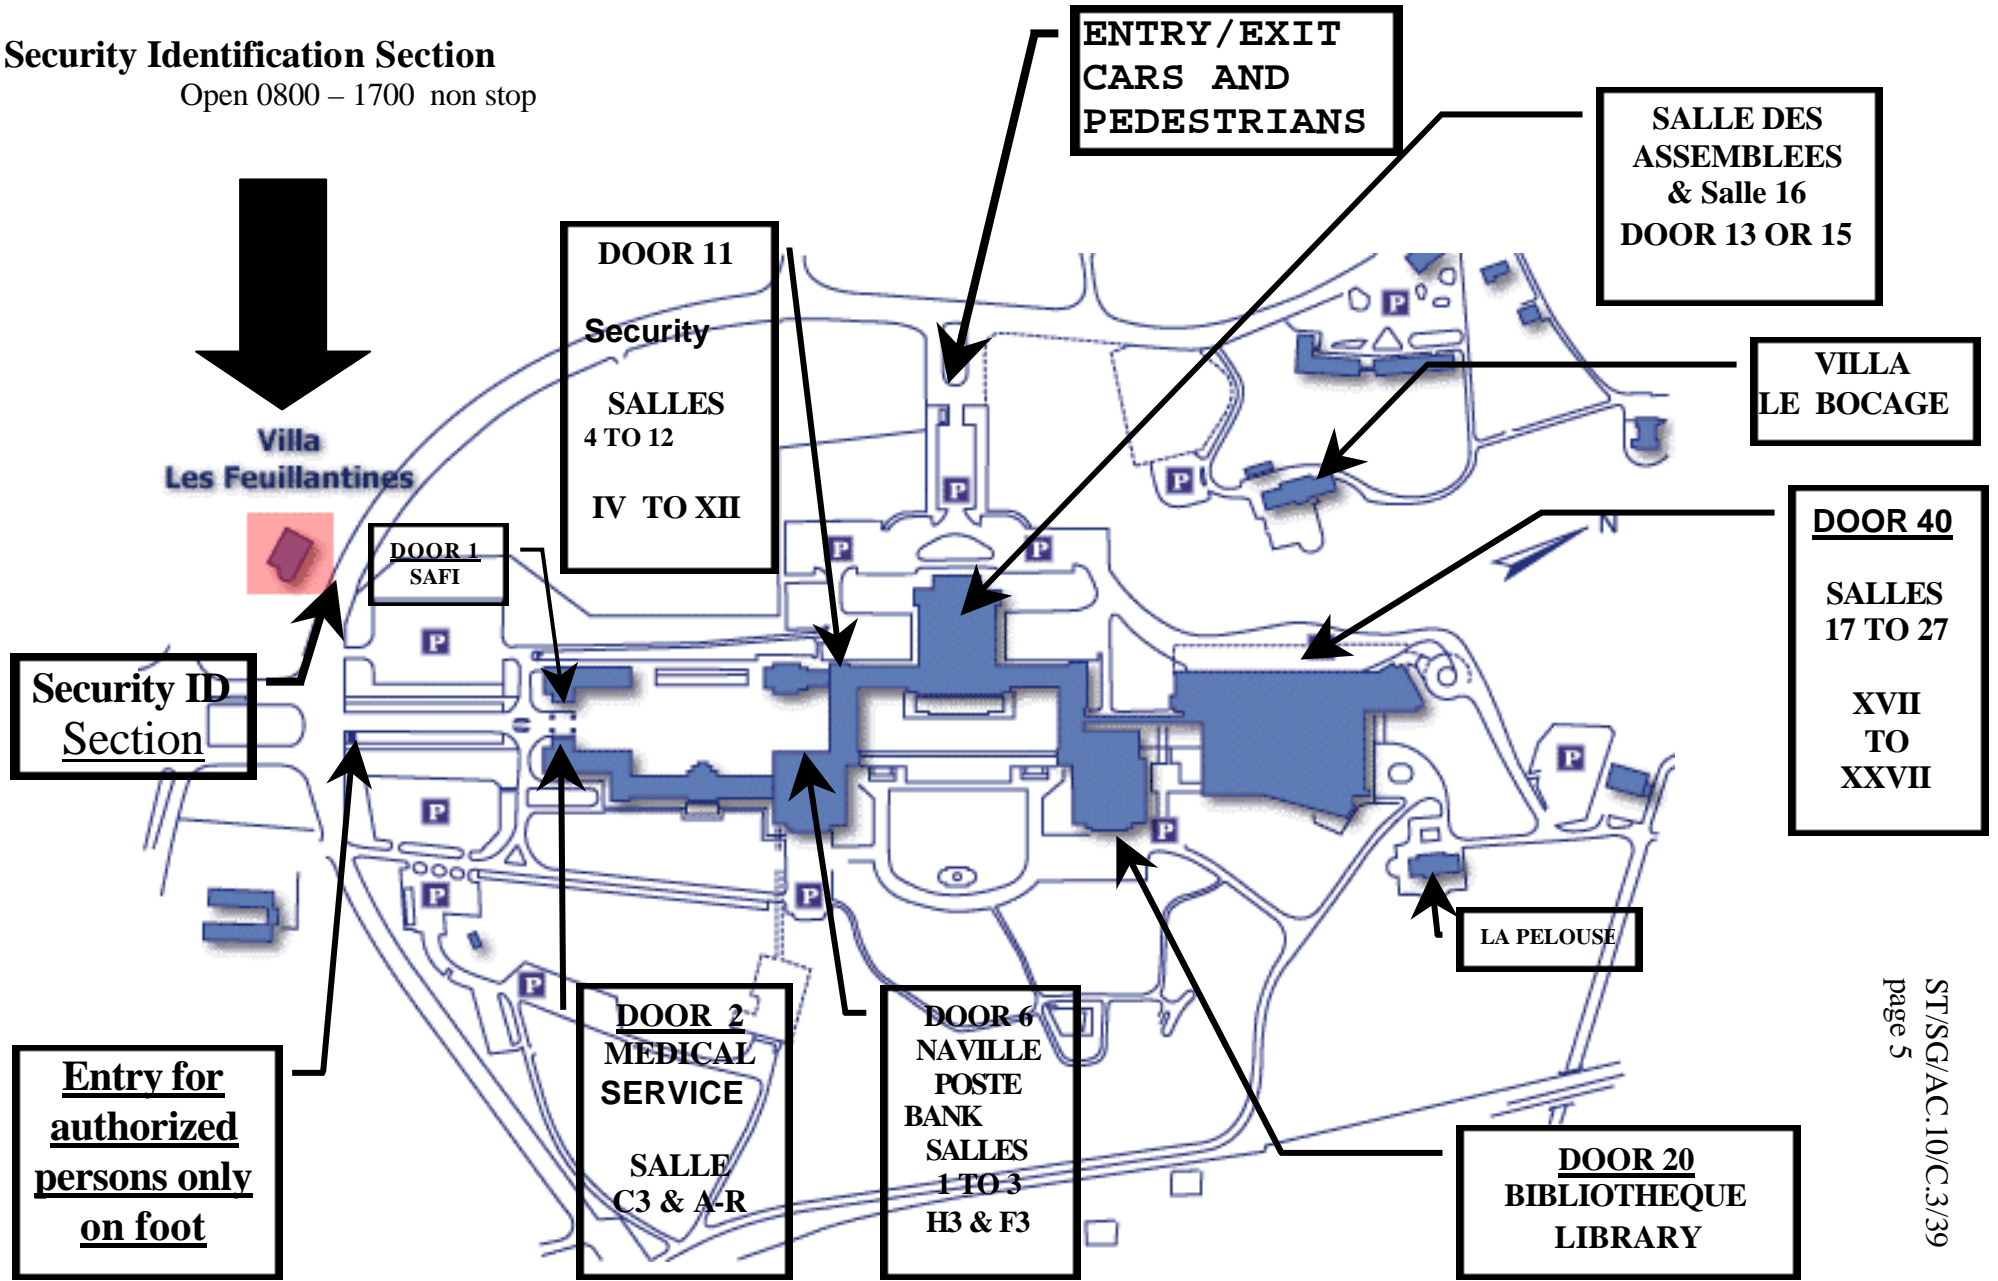 Security Identification Section
Open 0800 – 1700 non stop
ENTRY/EXIT
CARS AND
PEDESTRIANS
SALLE DES
ASSEMBLEES
& Salle 16
DOOR 13 OR 15
DOOR 11
Security
SALLES
4 TO 12
IV TO XII
VILLA
LE BOCAGE
Villa
Les Feuillantines
DOOR 1
SAFI
DOOR 40
SALLES
17 TO 27
XVII
TO
XXVII
N
P
P
P
P
P
P
P
P
P
P
P
P
Security ID
Section
LA PELOUSE
Entry for
authorized
persons only
on foot
DOOR 2
MEDICAL
SERVICE
SALLE
C3 & A-R
DOOR 6
NAVILLE
POSTE
BANK
SALLES
1 TO 3
H3 & F3
DOOR 20
BIBLIOTHEQUE
LIBRARY
ST/SG/AC.10/C.3/39
page 5